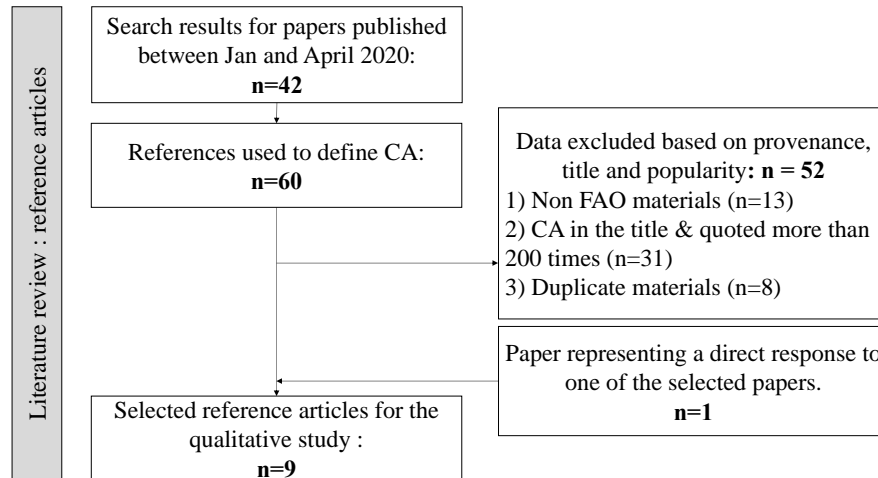 Literature review : reference articles
Search results for papers published
between Jan and April 2020:
n=42
References used to define CA:
n=60
Data excluded based on provenance,
title and popularity: n = 52
1) Non FAO materials (n=13)
2) CA in the title & quoted more than
200 times (n=31)
3) Duplicate materials (n=8)
Paper representing a direct response to
one of the selected papers.
n=1
Selected reference articles for the
qualitative study :
n=9